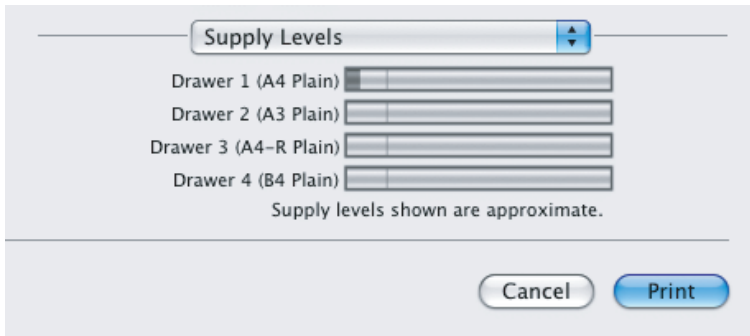 Supply Levels
Drawer 1 (A4 Plain)
Drawer 2 (A3 Plain)
Drawer 3 (A4-R Plain)
Drawer 4 (B4 Plain)
Supply levels shown are approximate.
Cancel Print